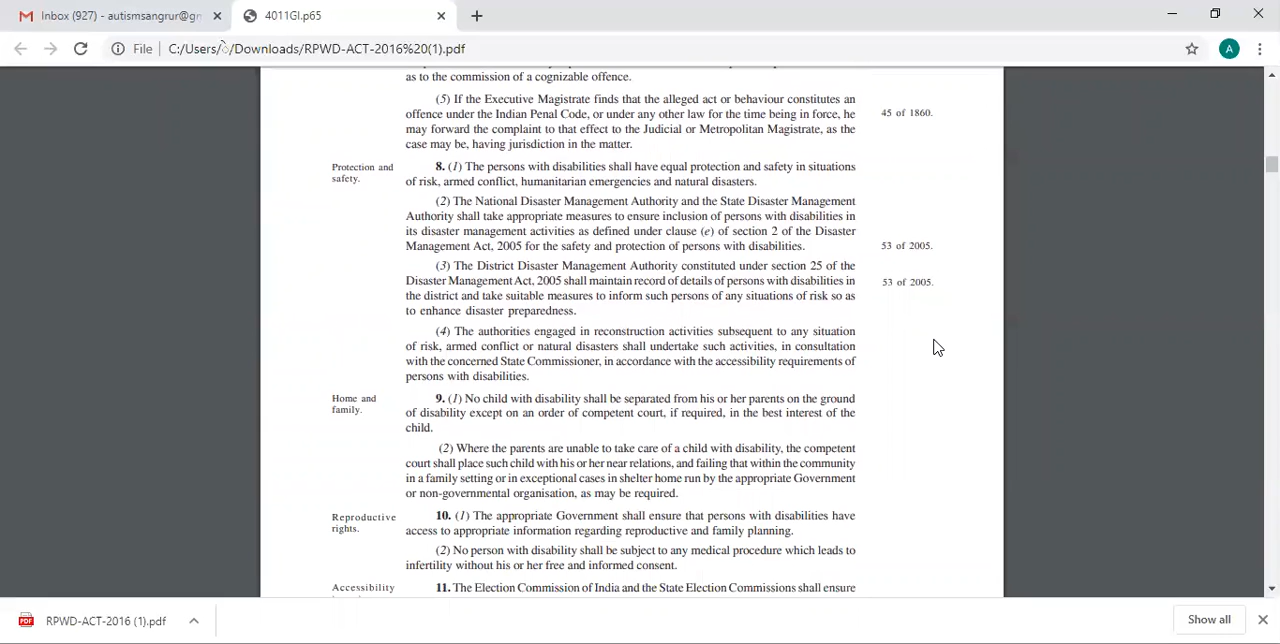 Inbox (927) - autismsangrur@gr
4011GI.p65
File
C:/Users/ /Downloads/RPWD-ACT-2016%20(1).pdf
A
as to the commission of a cognizable offence.
(5) If the Executive Magistrate finds that the alleged act or behaviour constitutes an
offence under the Indian Penal Code, or under any other law for the time being in force, he
45 of 1860.
may forward the complaint to that effect to the Judicial or Metropolitan Magistrate, as the
case may be, having jurisdiction in the matter.
Protection and
safety.
8. (1) The persons with disabilities shall have equal protection and safety in situations
of risk, armed conflict, humanitarian emergencies and natural disasters.
(2) The National Disaster Management Authority and the State Disaster Management
Authority shall take appropriate measures to ensure inclusion of persons with disabilities in
its disaster management activities as defined under clause (e) of section 2 of the Disaster
Management Act, 2005 for the safety and protection of persons with disabilities.
53 of 2005.
(3) The District Disaster Management Authority constituted under section 25 of the
Disaster Management Act, 2005 shall maintain record of details of persons with disabilities in
53 of 2005.
the district and take suitable measures to inform such persons of any situations of risk so as
to enhance disaster preparedness.
(4) The authorities engaged in reconstruction activities subsequent to any situation
of risk, armed conflict or natural disasters shall undertake such activities, in consultation
with the concerned State Commissioner, in accordance with the accessibility requirements of
persons with disabilities.
Home and
family.
9. (1) No child with disability shall be separated from his or her parents on the ground
of disability except on an order of competent court, if required, in the best interest of the
child.
(2) Where the parents are unable to take care of a child with disability, the competent
court shall place such child with his or her near relations, and failing that within the community
in a family setting or in exceptional cases in shelter home run by the appropriate Government
or non-governmental organisation, as may be required.
Reproductive
rights.
10. (1) The appropriate Government shall ensure that persons with disabilities have
access to appropriate information regarding reproductive and family planning.
(2) No person with disability shall be subject to any medical procedure which leads to
infertility without his or her free and informed consent.
Accessibility
11. The Election Commission of India and the State Election Commissions shall ensure
PDF
RPWD-ACT-2016 (1).pdf
Show all